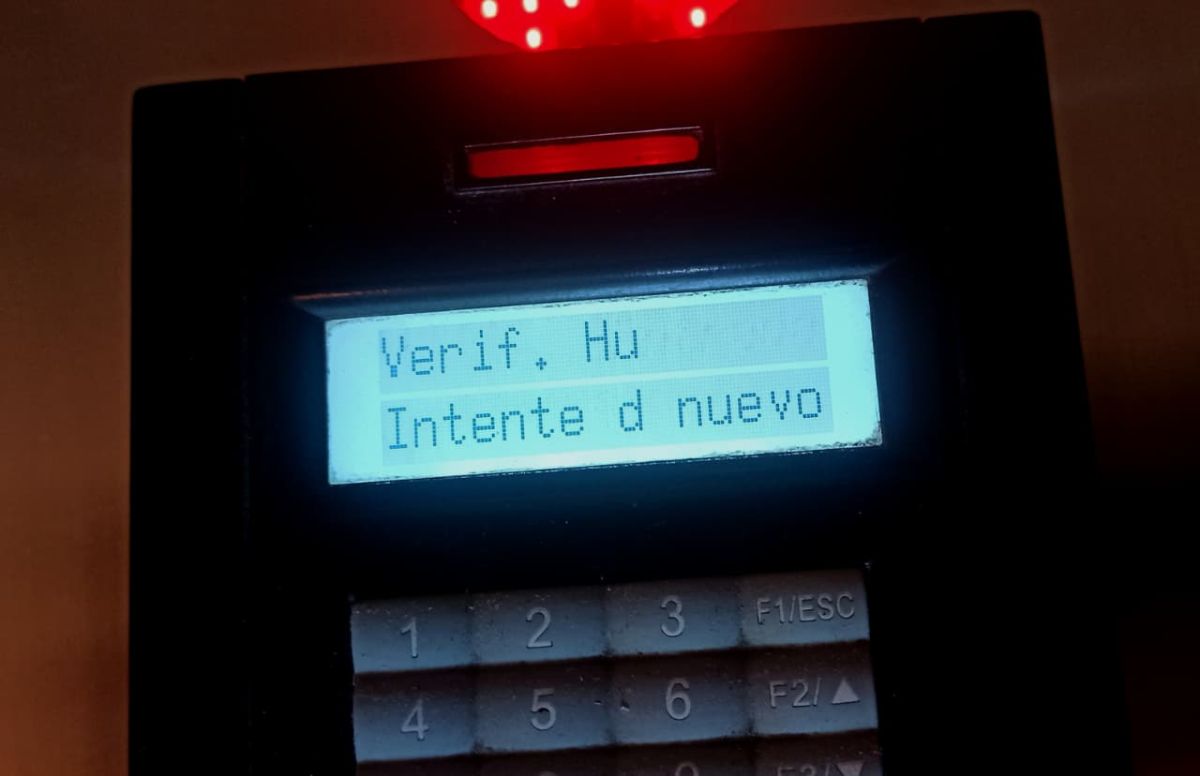 Verif. Hu
Intente d nuevo
1 2 3 F1/ESC
4 5 6 F2/▲